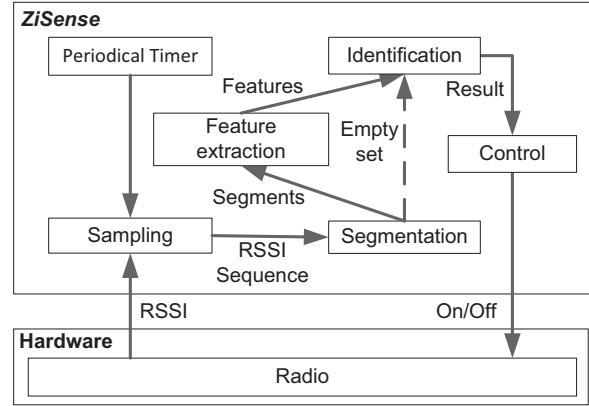 ZiSense
Periodical Timer
Identification
Features
Result
Feature
extraction
Empty
set
Control
Segments
Sampling
Segmentation
RSSI
Sequence
RSSI
On/Off
Hardware
Radio